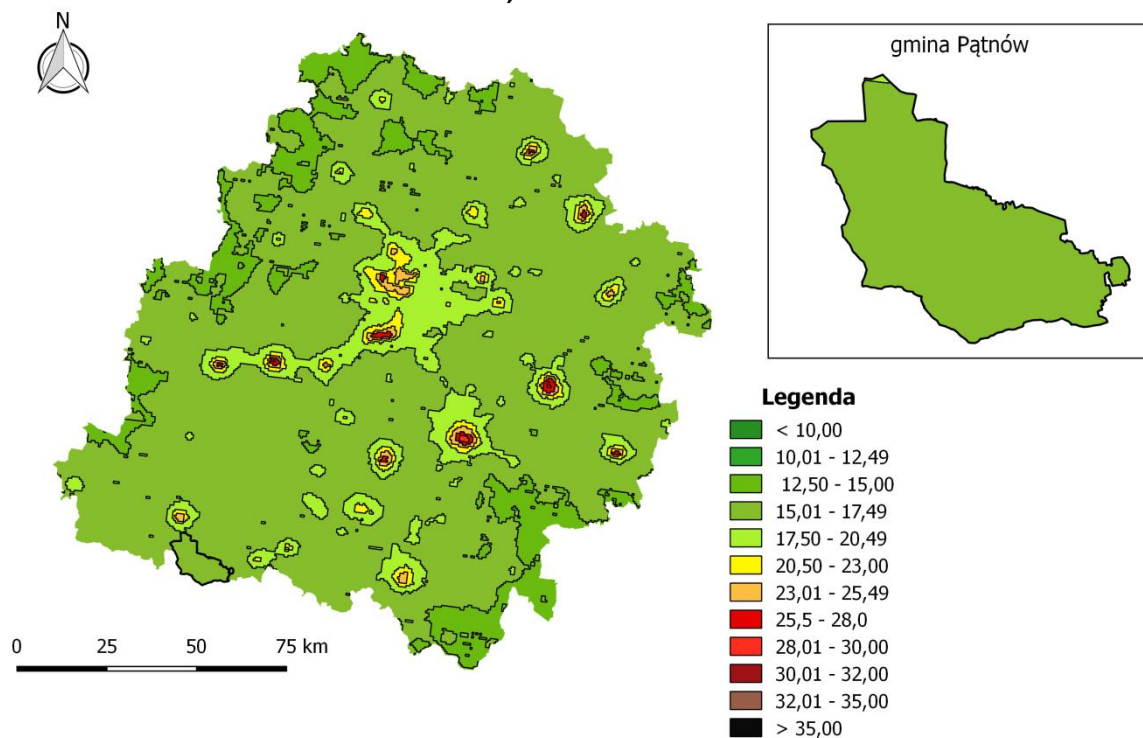 N
gmina Pątnów
Legenda
< 10,00
10,01 - 12,49
12,50 - 15,00
15,01 - 17,49
17,50 - 20,49
20,50 - 23,00
23,01 - 25,49
25,5 - 28,0
28,01 - 30,00
30,01 - 32,00
32,01 - 35,00
> 35,00
0 25 50 75 km